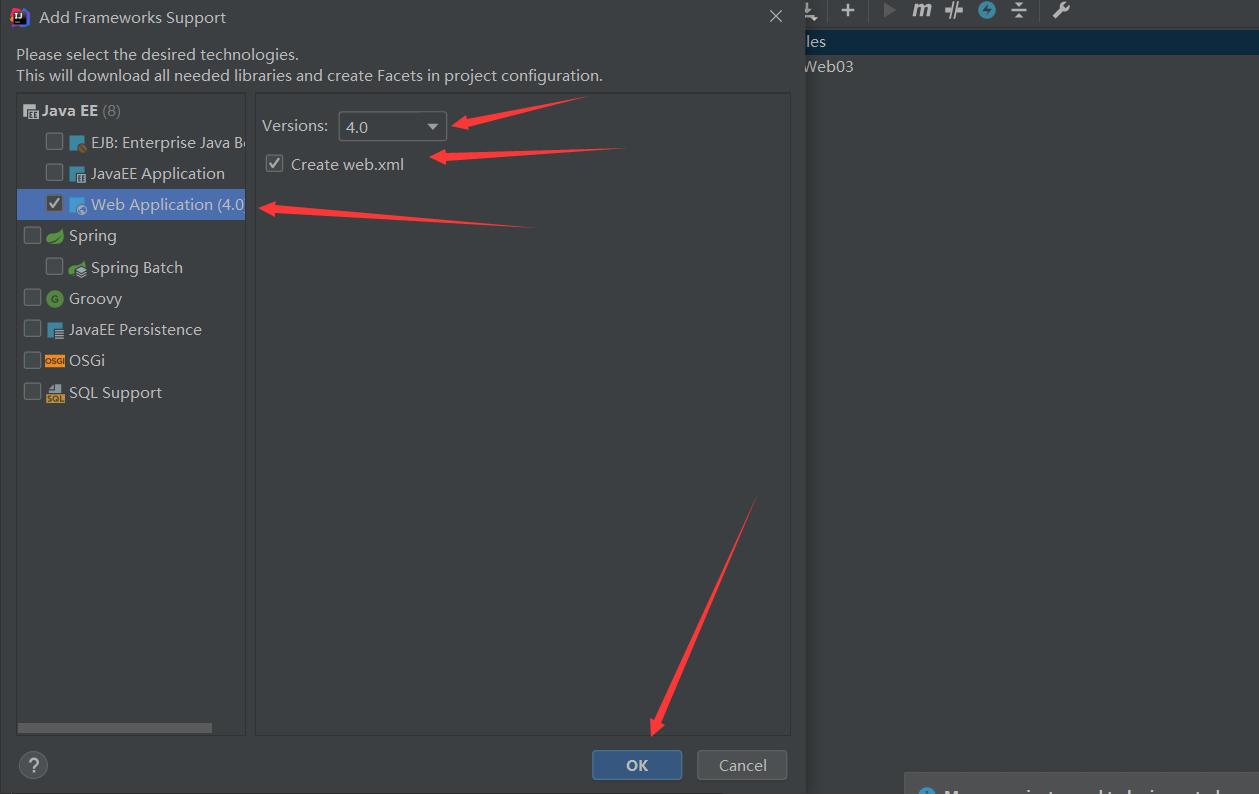 Add Frameworks Support
Please select the desired technologies.
This will download all needed libraries and create Facets in project configuration.
Java EE (8)
EJB: Enterprise Java Be
JavaEE Application
Web Application (4.0)
Spring
Spring Batch
Groovy
JavaEE Persistence
OSGi
SQL Support
Versions: 4.0
Create web.xml
OK
Cancel
?
m
les
Web03